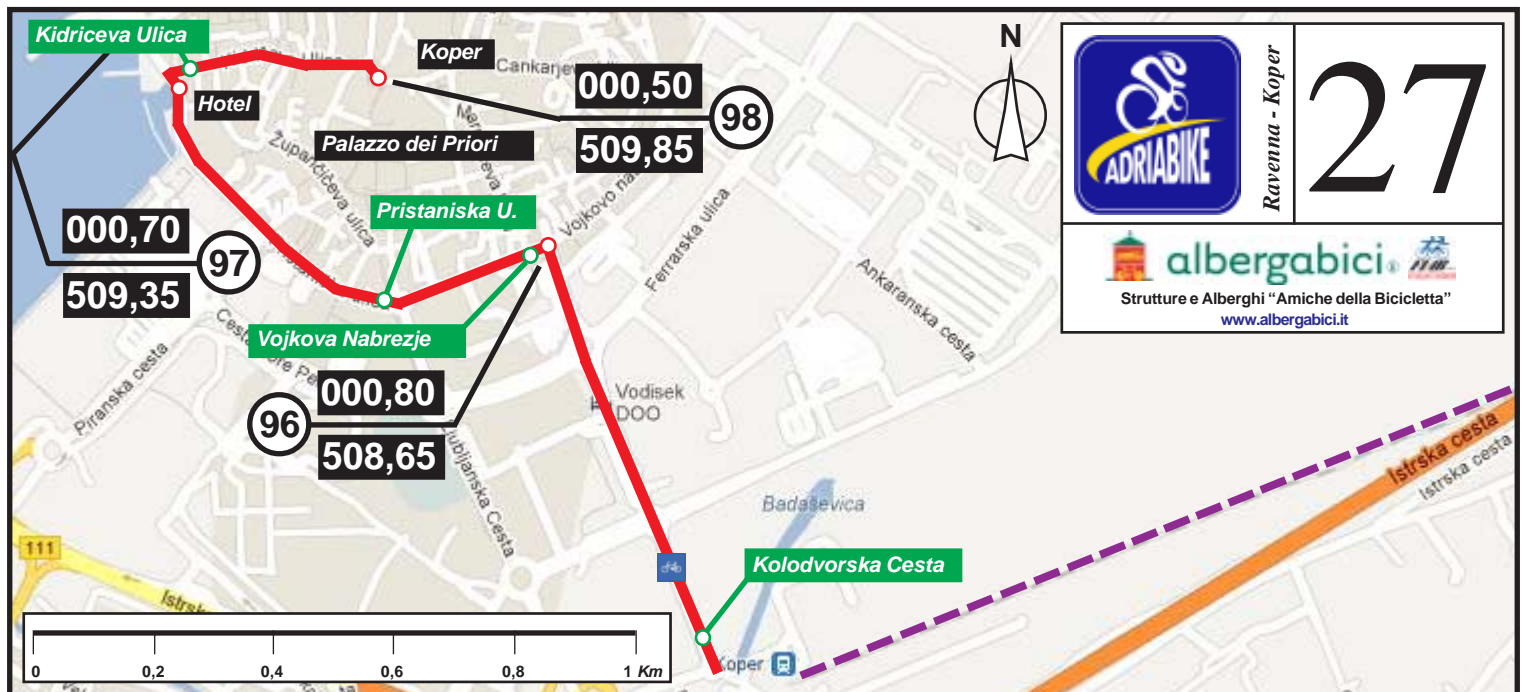 Kidriceva Ulica
Koper
Cankarjev
Hotel
000,50
98
509,85
Palazzo dei Priori
Župančičeva ulica
Vojkovo
Ferrarska ulica
Ankaranska cesta
Pristaniska U.
000,70
97
509,35
Vojkova Nabrezje
Piranska cesta
Cesta
000,80
96
508,65
Vodisek
DOO
Ljubljanska Cesta
Badaševica
Kolodvorska Cesta
Istrska cesta
Istrska cesta
111
Istrska
Koper
0
0,2
0,4
0,6
0,8
1 Km
N
ADRIABIKE
Ravenna - Koper
27
albergabici®
Strutture e Alberghi “Amiche della Bicicletta”
www.albergabici.it